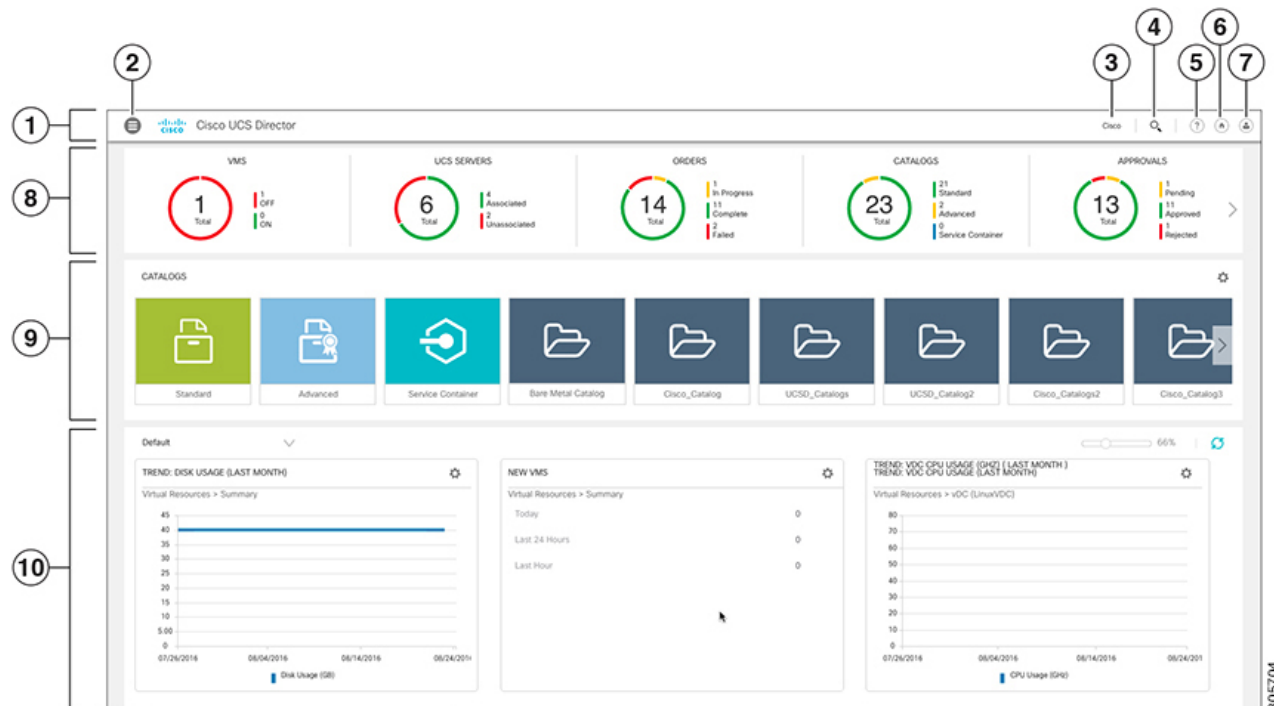 4
6
2
3
5
7
1
cisco
Cisco UCS Director
Cisco
?
8
VMS
1
Total
1
OFF
0
ON
UCS SERVERS
6
Total
4
Associated
2
Unassociated
ORDERS
14
Total
1
In Progress
11
Complete
2
Failed
CATALOGS
23
Total
21
Standard
2
Advanced
0
Service Container
APPROVALS
13
Total
1
Pending
11
Approved
1
Rejected
9
CATALOGS
Standard
Advanced
Service Container
Bare Metal Catalog
Cisco_Catalog
UCSD_Catalogs
UCSD_Catalog2
Cisco_Catalogs2
Cisco_Catalog3
10
Default
66%
TREND: DISK USAGE (LAST MONTH)
Virtual Resources > Summary
45
40
35
30
25
20
15
10
5.00
0
07/26/2016
08/04/2016
08/14/2016
08/24/201
Disk Usage (GB)
NEW VMS
Virtual Resources > Summary
Today 0
Last 24 Hours 0
Last Hour 0
TREND: VDC CPU USAGE (GHZ) ( LAST MONTH )
TREND: VDC CPU USAGE (LAST MONTH)
Virtual Resources > vDC (LinuxVDC)
80
70
60
50
40
30
20
10
0
07/26/2016
08/04/2016
08/14/2016
08/24/201
CPU Usage (GHz)